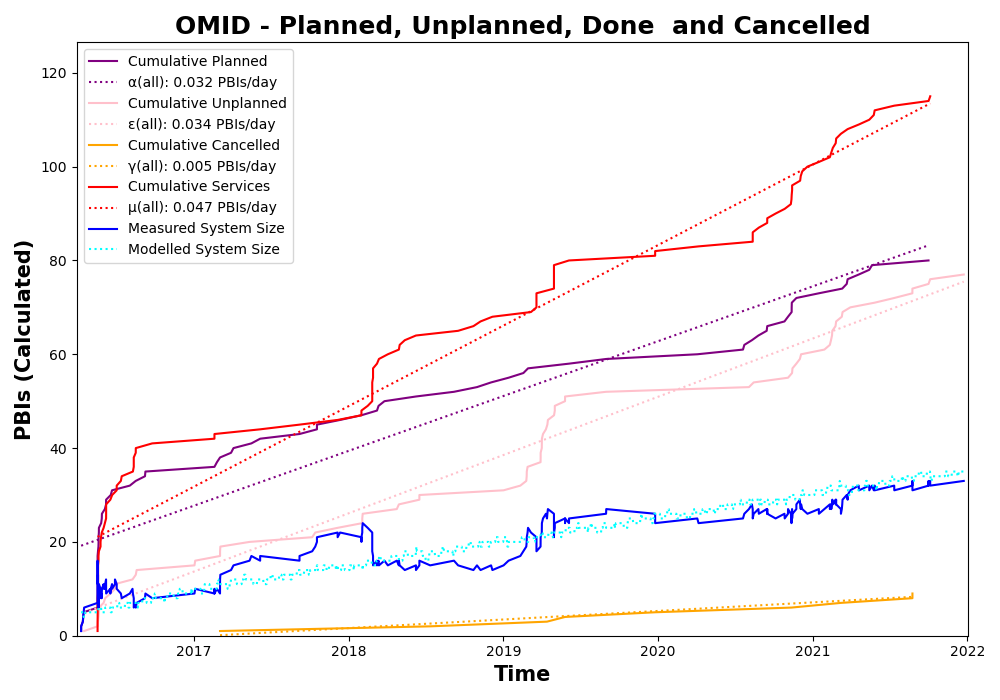 OMID - Planned, Unplanned, Done  and Cancelled
Cumulative Planned
α(all): 0.032 PBIs/day
Cumulative Unplanned
ε(all): 0.034 PBIs/day
Cumulative Cancelled
γ(all): 0.005 PBIs/day
Cumulative Services
μ(all): 0.047 PBIs/day
Measured System Size
Modelled System Size
PBIs (Calculated)
120
100
80
60
40
20
0
2017 2018 2019 2020 2021 2022
Time